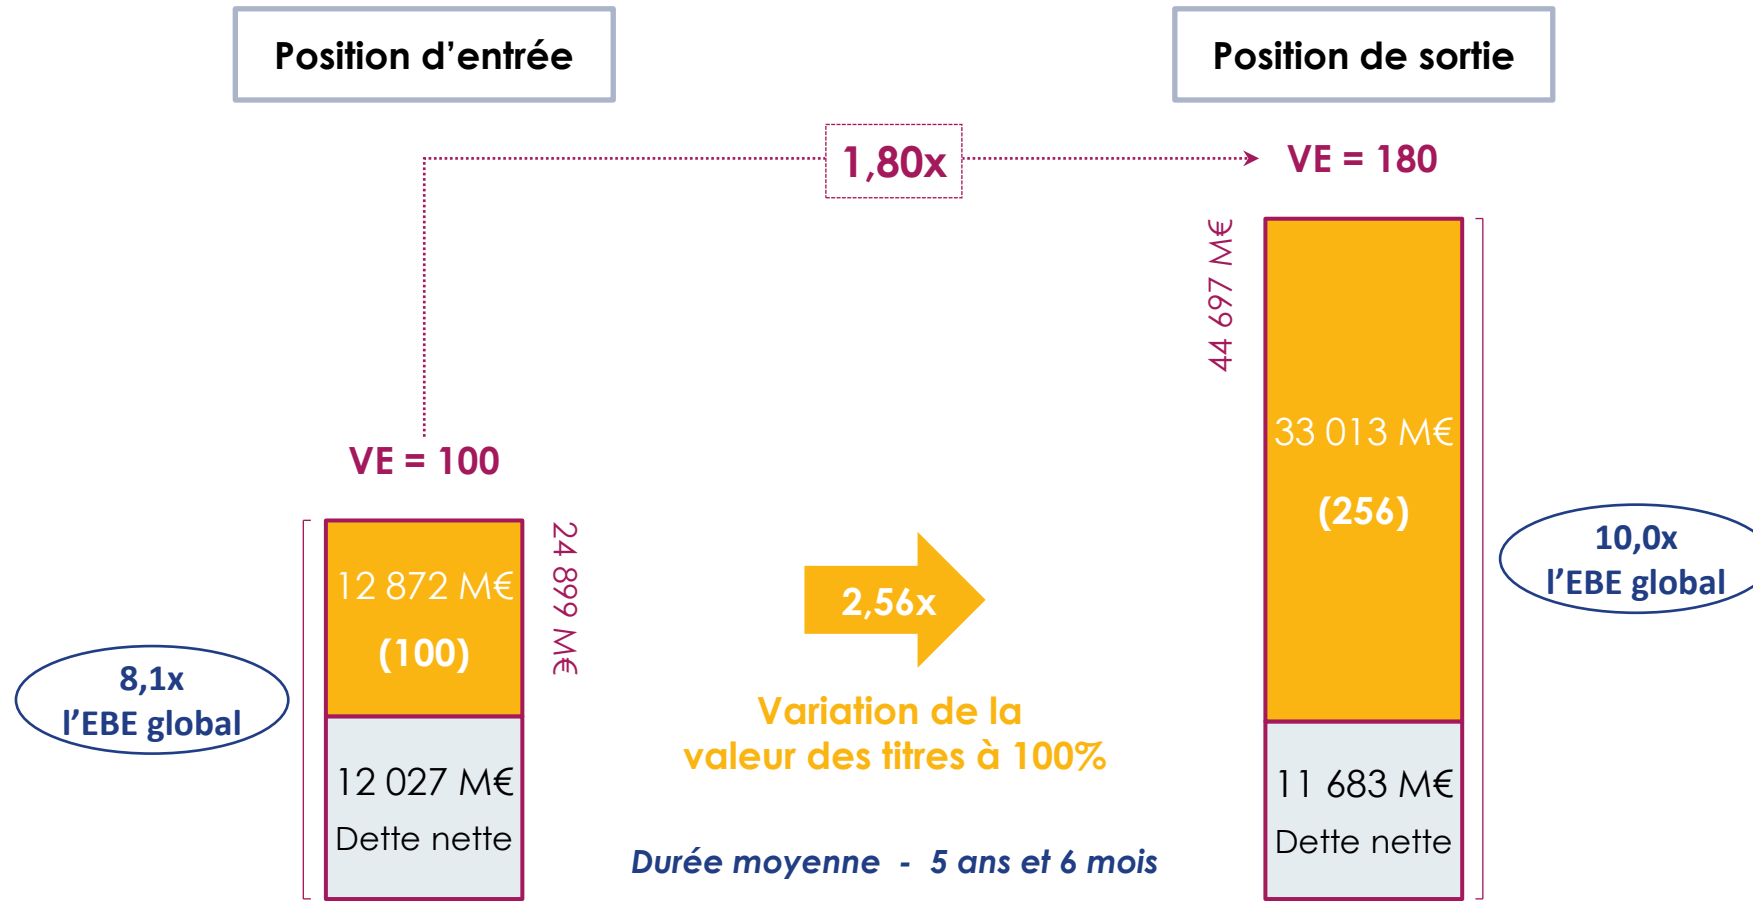 Position d’entrée
Position de sortie
1,80x
VE = 180
44 697 M€
33 013 M€
(256)
VE = 100
24 899 M€
12 872 M€
(100)
10,0x
l’EBE global
2,56x
8,1x
l’EBE global
Variation de la
valeur des titres à 100%
12 027 M€
Dette nette
11 683 M€
Dette nette
Durée moyenne - 5 ans et 6 mois